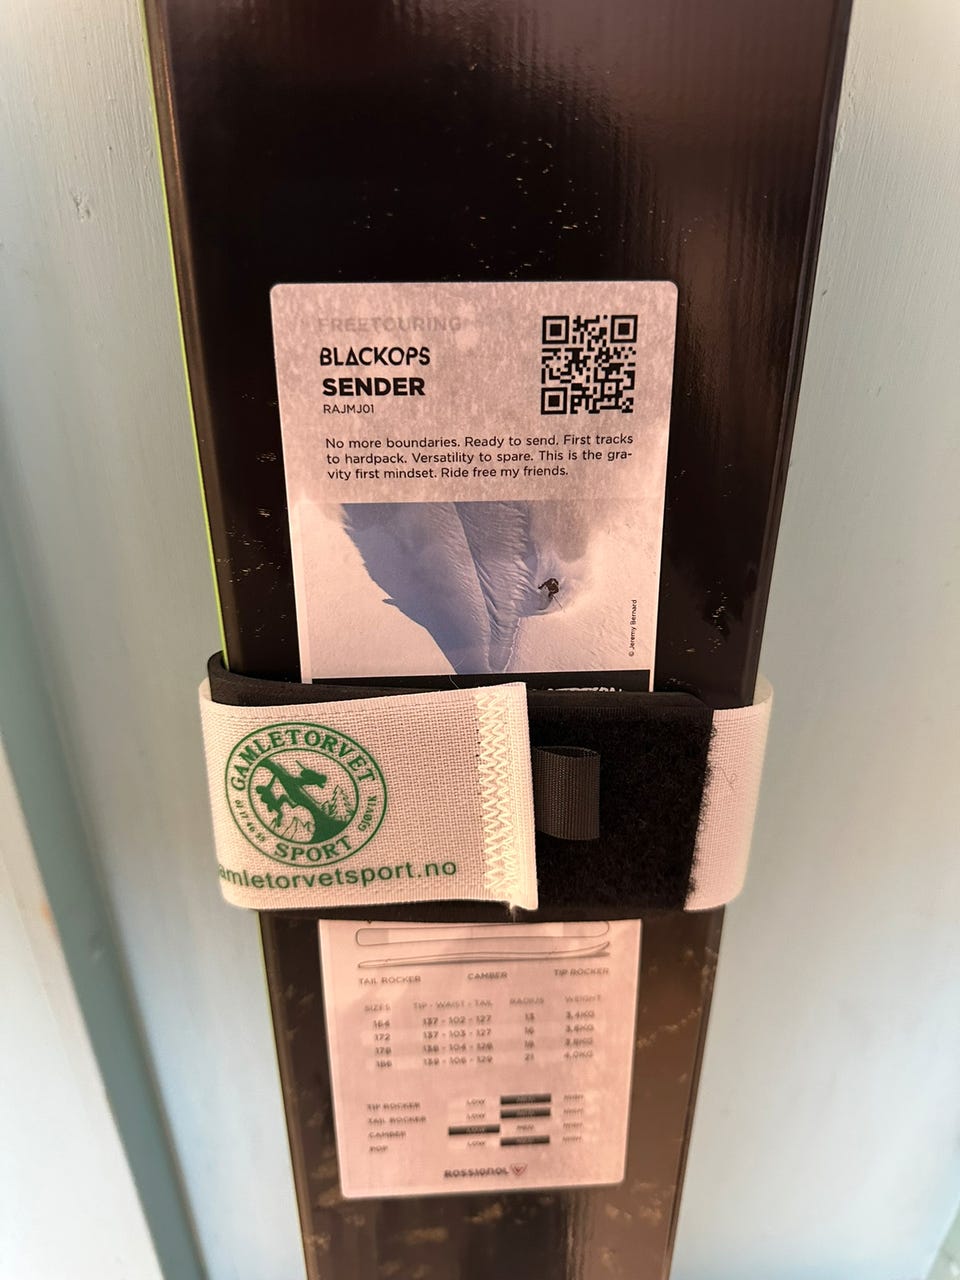 FREETOURING
BLACKOPS
SENDER
RAJMJ01
No more boundaries. Ready to send. First tracks
to hardpack. Versatility to spare. This is the gra-
vity first mindset. Ride free my friends.
© Jeremy Bernard
GAMLETORVET
GJØVIK
SPORT
amletorvetsport.no
TAIL ROCKER CAMBER TIP ROCKER
SIZES TIP - WAIST - TAIL RADIUS WEIGHT
164 137 - 102 - 127 13 3,4KG
172 137 - 103 - 127 16 3,6KG
178 138 - 104 - 128 18 3,8KG
186 139 - 106 - 129 21 4,0KG
TIP ROCKER LOW MED HIGH
TAIL ROCKER LOW MED HIGH
CAMBER LOW MED HIGH
POP LOW MED HIGH
ROSSIGNOL